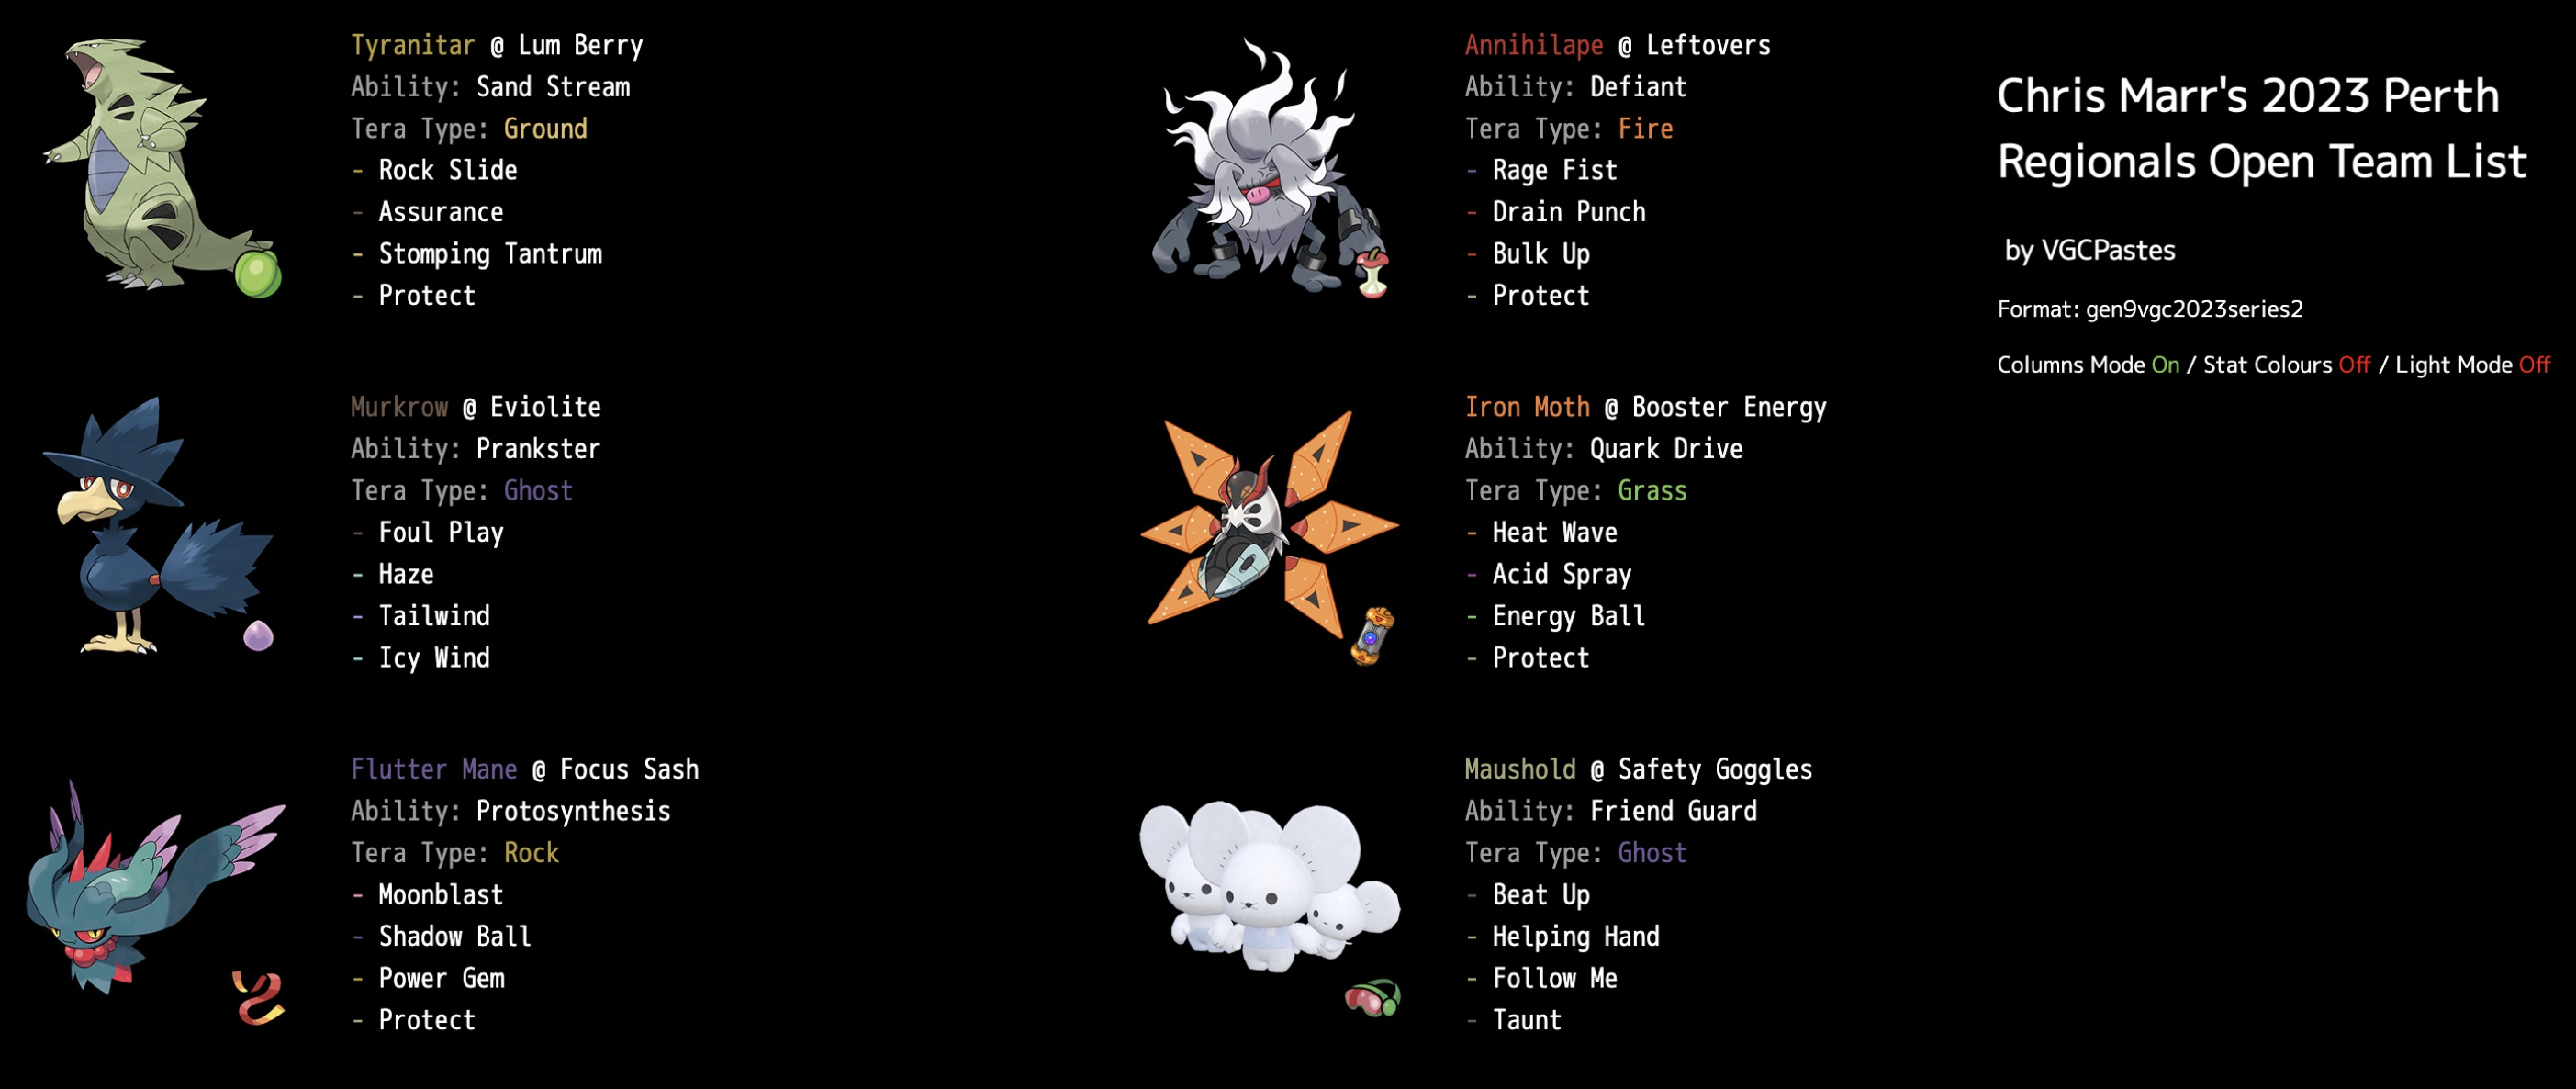 Tyranitar @ Lum Berry
Ability: Sand Stream
Tera Type: Ground
- Rock Slide
- Assurance
- Stomping Tantrum
- Protect
Annihilape @ Leftovers
Ability: Defiant
Tera Type: Fire
- Rage Fist
- Drain Punch
- Bulk Up
- Protect
Chris Marr's 2023 Perth
Regionals Open Team List
by VGCPastes
Format: gen9vgc2023series2
Columns Mode On / Stat Colours Off / Light Mode Off
Murkrow @ Eviolite
Ability: Prankster
Tera Type: Ghost
- Foul Play
- Haze
- Tailwind
- Icy Wind
Iron Moth @ Booster Energy
Ability: Quark Drive
Tera Type: Grass
- Heat Wave
- Acid Spray
- Energy Ball
- Protect
Flutter Mane @ Focus Sash
Ability: Protosynthesis
Tera Type: Rock
- Moonblast
- Shadow Ball
- Power Gem
- Protect
Maushold @ Safety Goggles
Ability: Friend Guard
Tera Type: Ghost
- Beat Up
- Helping Hand
- Follow Me
- Taunt